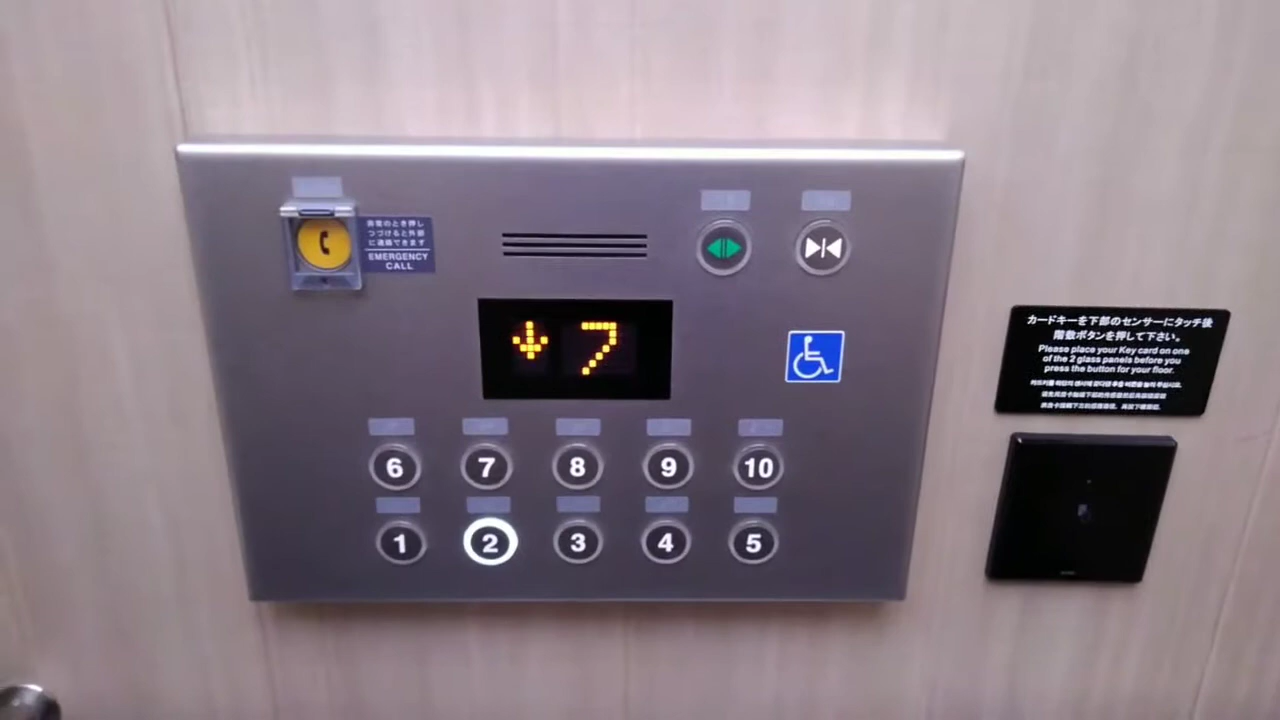 非常のとき押し
つづけると外部
に連絡できます
EMERGENCY
CALL
7
6 7 8 9 10
1 2 3 4 5
カードキーを下部のセンサーにタッチ後
階数ボタンを押して下さい。
Please place your Key card on one
of the 2 glass panels before you
press the button for your floor.